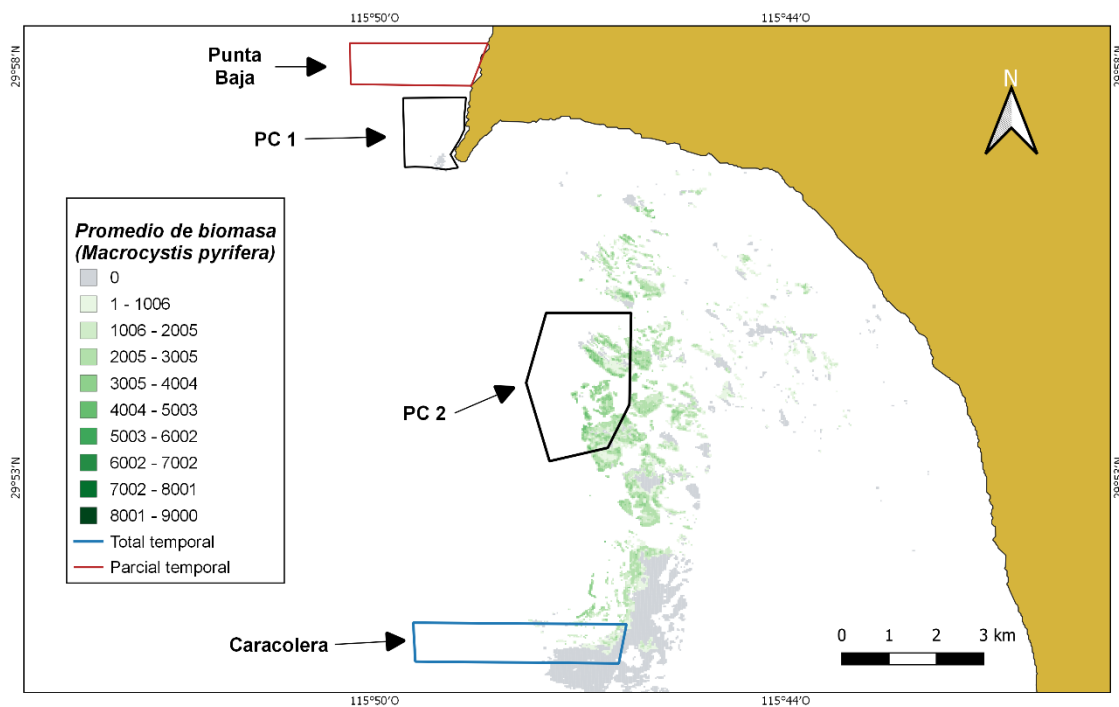 115°50′O
115°44′O
29°58′N
29°58′N
Punta
Baja
N
PC 1
Promedio de biomasa
(Macrocystis pyrifera)
0
1 - 1006
1006 - 2005
2005 - 3005
3005 - 4004
4004 - 5003
5003 - 6002
6002 - 7002
7002 - 8001
8001 - 9000
Total temporal
Parcial temporal
PC 2
29°53′N
29°53′N
Caracolera
0 1 2 3 km
115°50′O
115°44′O